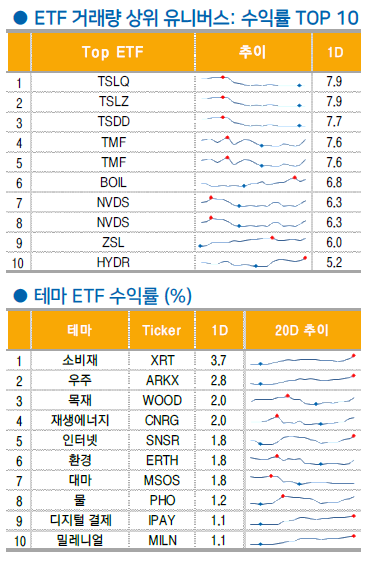 ● ETF 거래량 상위 유니버스: 수익률 TOP 10
Top ETF 추이 1D
1 TSLQ 7.9
2 TSLZ 7.9
3 TSDD 7.7
4 TMF 7.6
5 TMF 7.6
6 BOIL 6.8
7 NVDS 6.3
8 NVDS 6.3
9 ZSL 6.0
10 HYDR 5.2
● 테마 ETF 수익률 (%)
테마 Ticker 1D 20D 추이
1 소비재 XRT 3.7
2 우주 ARKX 2.8
3 목재 WOOD 2.0
4 재생에너지 CNRG 2.0
5 인터넷 SNSR 1.8
6 환경 ERTH 1.8
7 대마 MSOS 1.8
8 물 PHO 1.2
9 디지털 결제 IPAY 1.1
10 밀레니얼 MILN 1.1